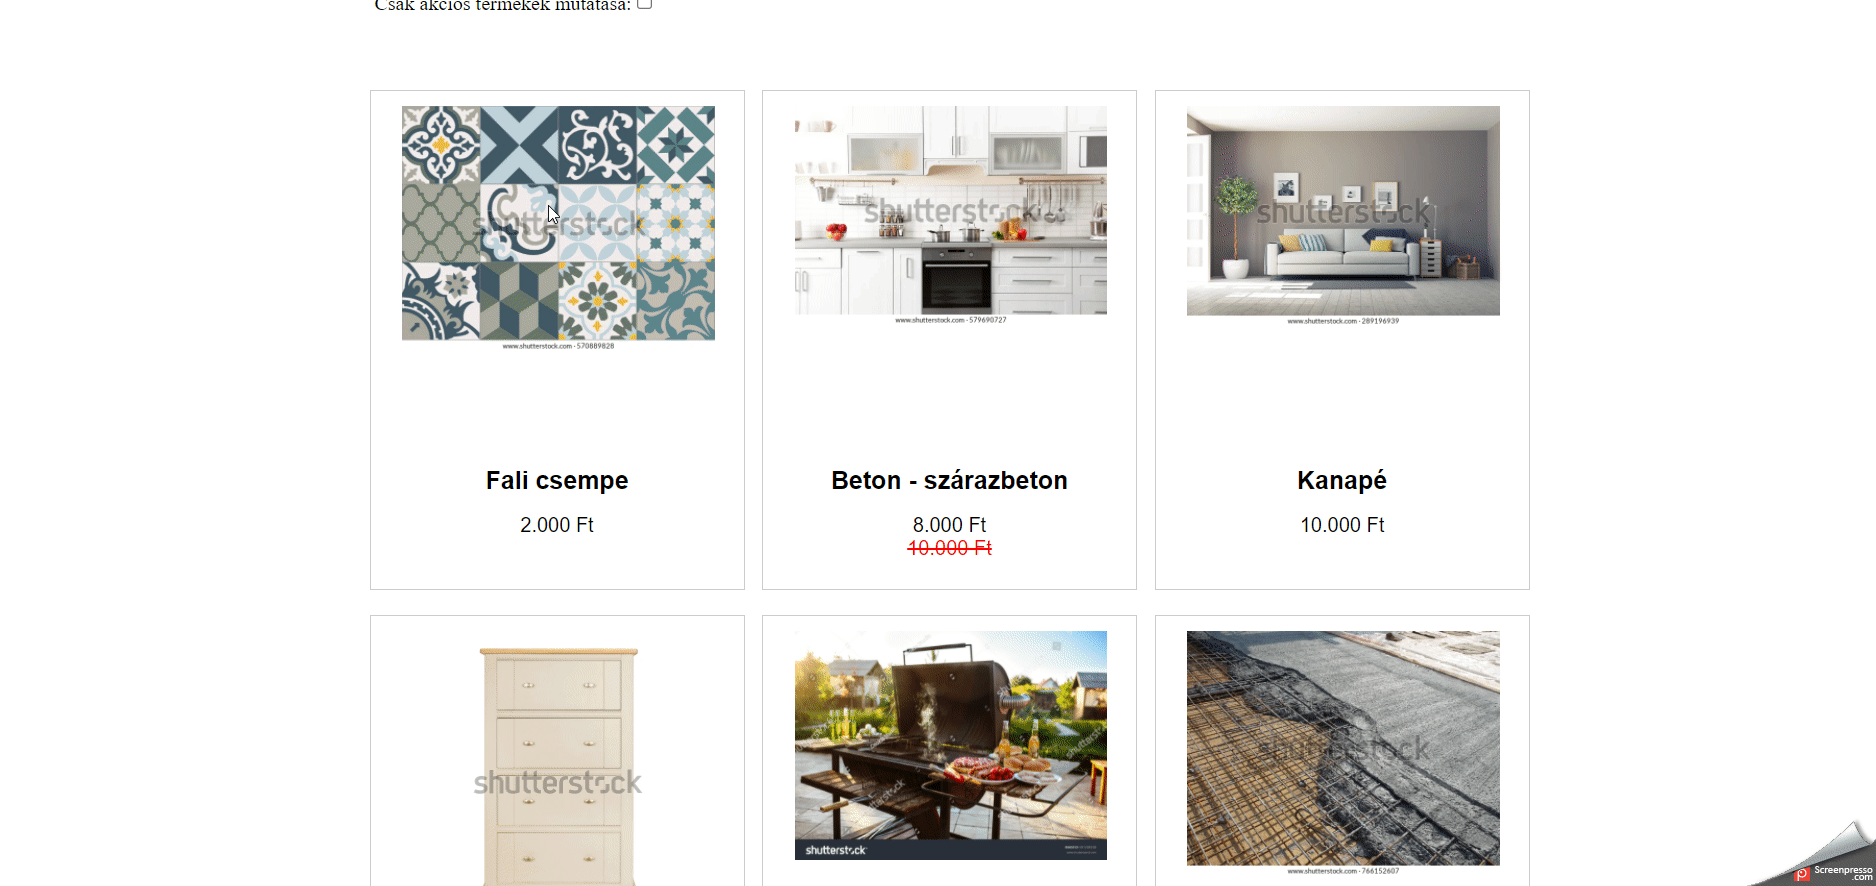 Csak akciós termékek mutatása:
shutterstock
www.shutterstock.com · 570889828
shutterstock
www.shutterstock.com · 579690727
shutterstock
www.shutterstock.com · 289196939
Fali csempe
2.000 Ft
Beton - szárazbeton
8.000 Ft
10.000 Ft
Kanapé
10.000 Ft
shutterstock
shutterstock
shutterstock
shutterstock
shutterstock
www.shutterstock.com · 766152607
Screenpresso
.com